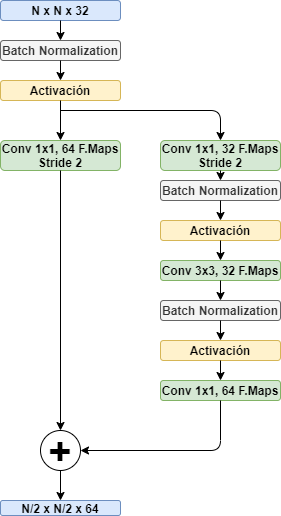 N x N x 32
Batch Normalization
Activación
Conv 1x1, 64 F.Maps
Stride 2
Conv 1x1, 32 F.Maps
Stride 2
Batch Normalization
Activación
Conv 3x3, 32 F.Maps
Batch Normalization
Activación
Conv 1x1, 64 F.Maps
+
N/2 x N/2 x 64